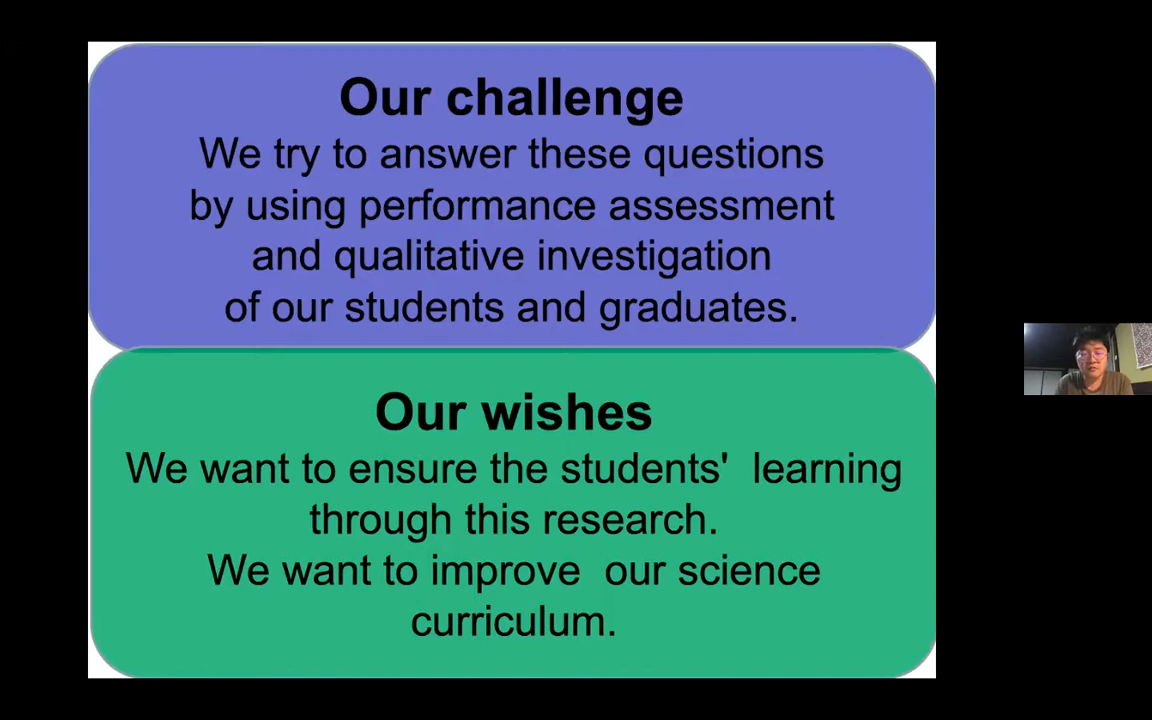 Our challenge
We try to answer these questions
by using performance assessment
and qualitative investigation
of our students and graduates.
Our wishes
We want to ensure the students'  learning
through this research.
We want to improve  our science
curriculum.